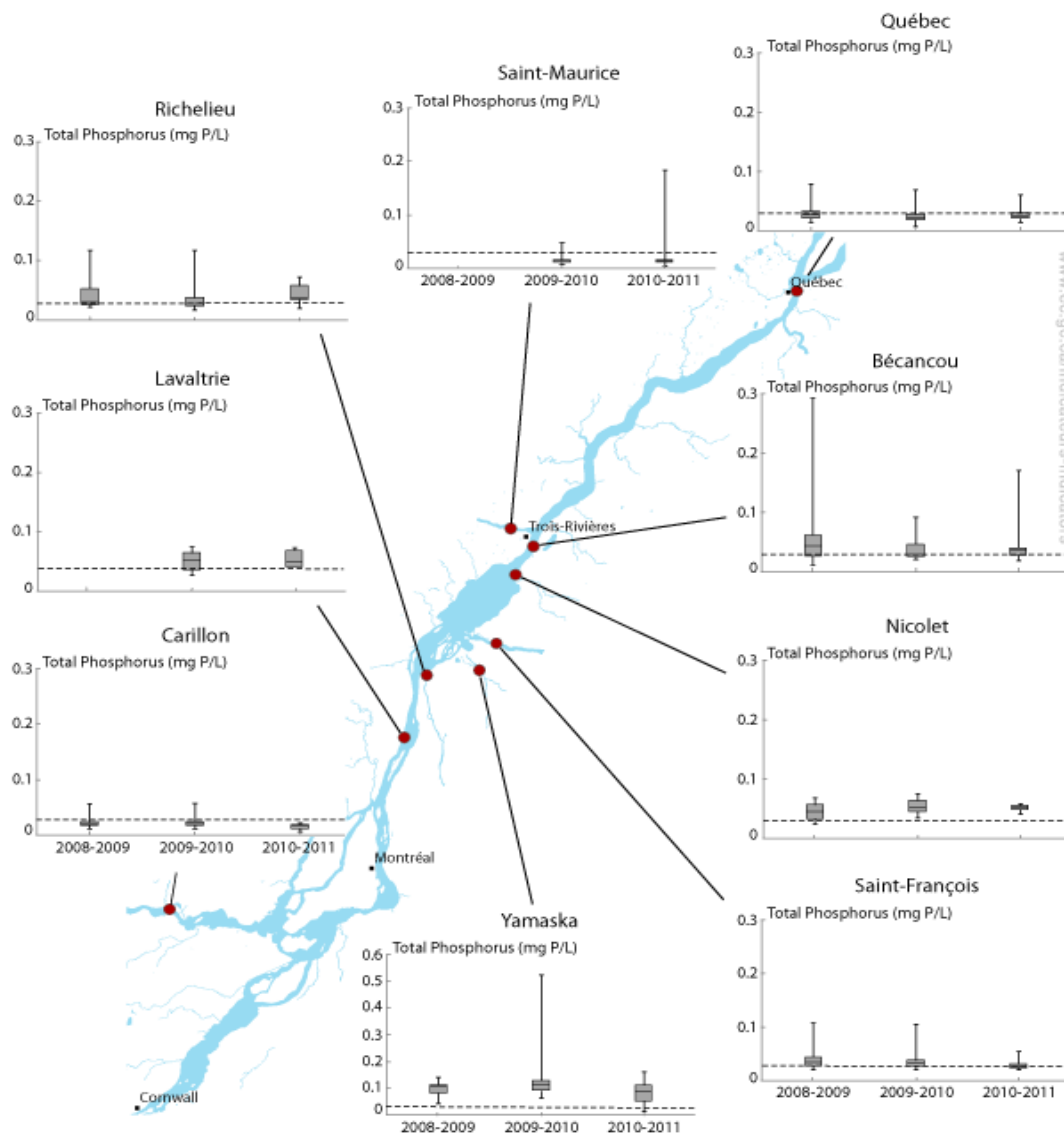 Québec
Total Phosphorus (mg P/L)
0.3
0.2
0.1
0
Saint-Maurice
Total Phosphorus (mg P/L)
0.3
0.2
0.1
0
2008-2009 2009-2010 2010-2011
Richelieu
Total Phosphorus (mg P/L)
0.3
0.2
0.1
0
Québec
Lavaltrie
Total Phosphorus (mg P/L)
0.3
0.2
0.1
0
Bécancou
Total Phosphorus (mg P/L)
0.3
0.2
0.1
0
Trois-Rivières
Carillon
Total Phosphorus (mg P/L)
0.3
0.2
0.1
0
2008-2009 2009-2010 2010-2011
Nicolet
Total Phosphorus (mg P/L)
0.3
0.2
0.1
0
Montréal
Yamaska
Total Phosphorus (mg P/L)
0.6
0.5
0.4
0.3
0.2
0.1
0
2008-2009 2009-2010 2010-2011
Saint-François
Total Phosphorus (mg P/L)
0.3
0.2
0.1
0
2008-2009 2009-2010 2010-2011
Cornwall